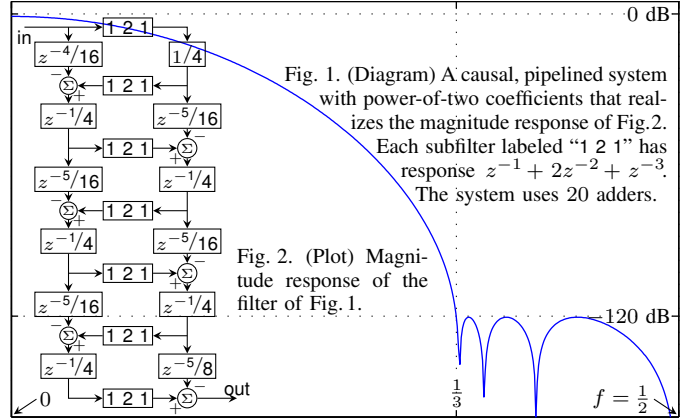 0 dB
in
1 2 1
z⁻⁴/16
1/4
− Σ +
1 2 1
z⁻¹/4
z⁻⁵/16
1 2 1
+ Σ −
z⁻⁵/16
z⁻¹/4
− Σ +
1 2 1
z⁻¹/4
z⁻⁵/16
1 2 1
+ Σ −
z⁻⁵/16
z⁻¹/4
− Σ +
1 2 1
z⁻¹/4
z⁻⁵/8
1 2 1
+ Σ −
out
Fig. 1. (Diagram) A causal, pipelined system
with power-of-two coefficients that real-
izes the magnitude response of Fig.2.
Each subfilter labeled “1 2 1” has
response z⁻¹ + 2z⁻² + z⁻³.
The system uses 20 adders.
Fig. 2. (Plot) Magni-
tude response of the
filter of Fig.1.
−120 dB
0
1/3
f = 1/2